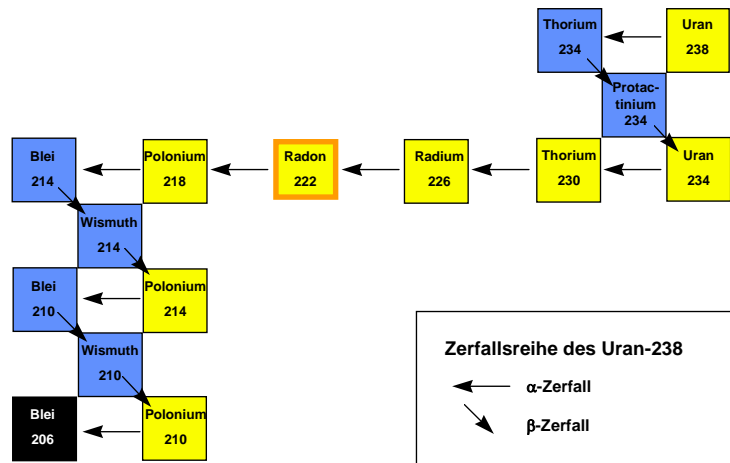 Thorium
234
Uran
238
Protac-
tinium
234
Blei
214
Polonium
218
Radon
222
Radium
226
Thorium
230
Uran
234
Wismuth
214
Blei
210
Polonium
214
Wismuth
210
Blei
206
Polonium
210
Zerfallsreihe des Uran-238
α-Zerfall
β-Zerfall